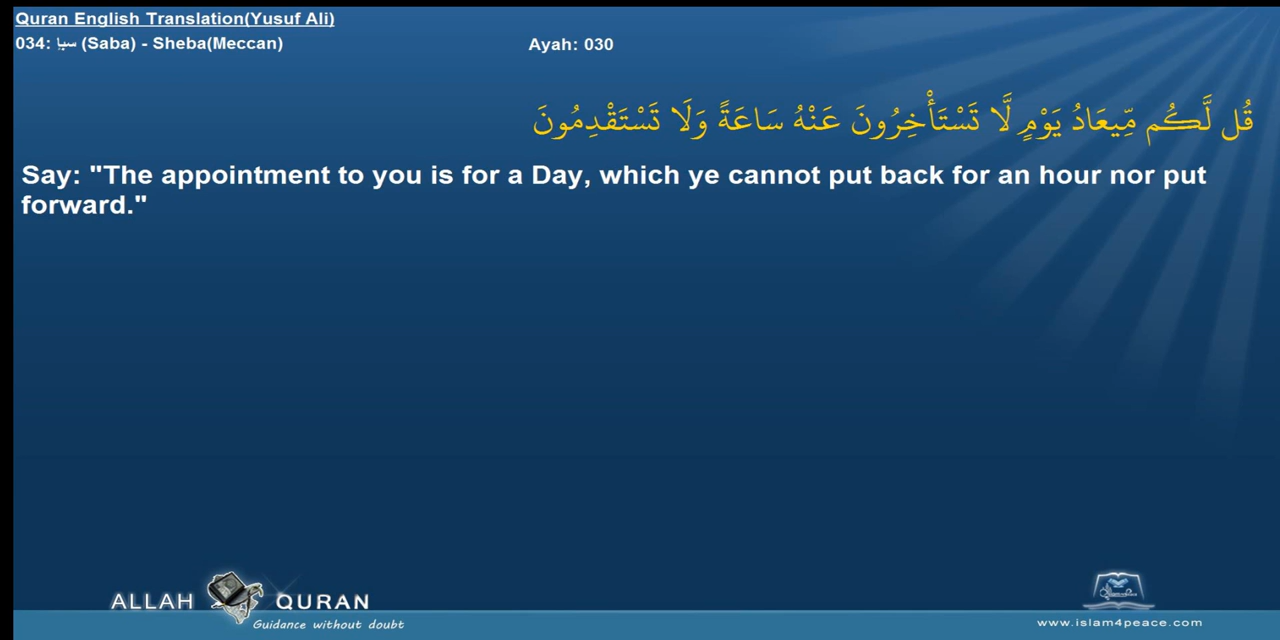 Quran English Translation(Yusuf Ali)
034: سبإ (Saba) - Sheba(Meccan) Ayah: 030
قُل لَّكُم مِّيعَادُ يَوْمٍ لَّا تَسْتَأْخِرُونَ عَنْهُ سَاعَةً وَلَا تَسْتَقْدِمُونَ
Say: "The appointment to you is for a Day, which ye cannot put back for an hour nor put
forward."
ALLAH QURAN
Guidance without doubt
www.islam4peace.com